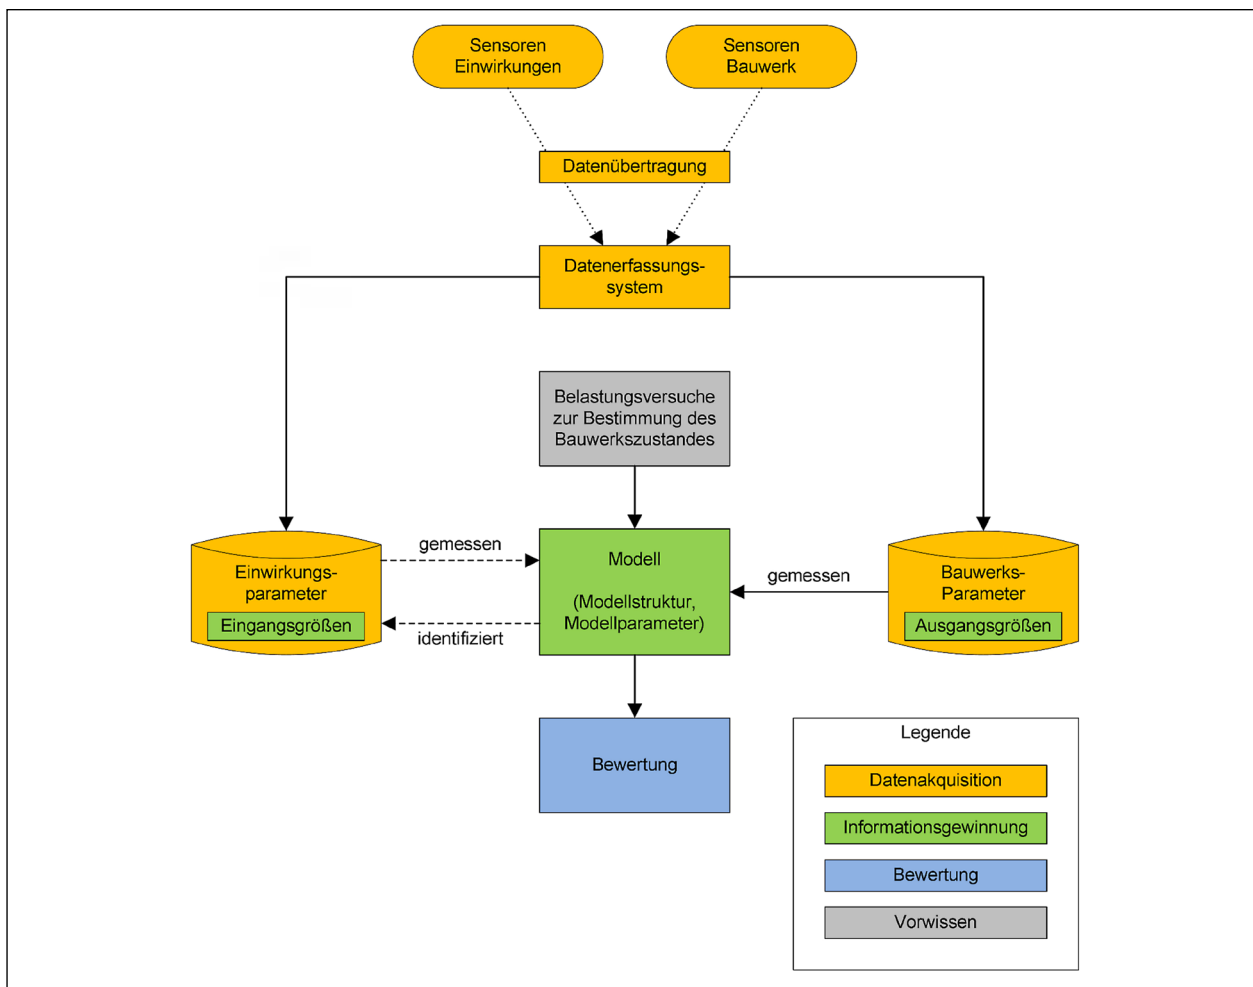 Sensoren
Einwirkungen
Sensoren
Bauwerk
Datenübertragung
Datenerfassungs-
system
Belastungsversuche
zur Bestimmung des
Bauwerkszustandes
Einwirkungs-
parameter
Eingangsgrößen
gemessen
identifiziert
Modell
(Modellstruktur,
Modellparameter)
gemessen
Bauwerks-
Parameter
Ausgangsgrößen
Bewertung
Legende
Datenakquisition
Informationsgewinnung
Bewertung
Vorwissen